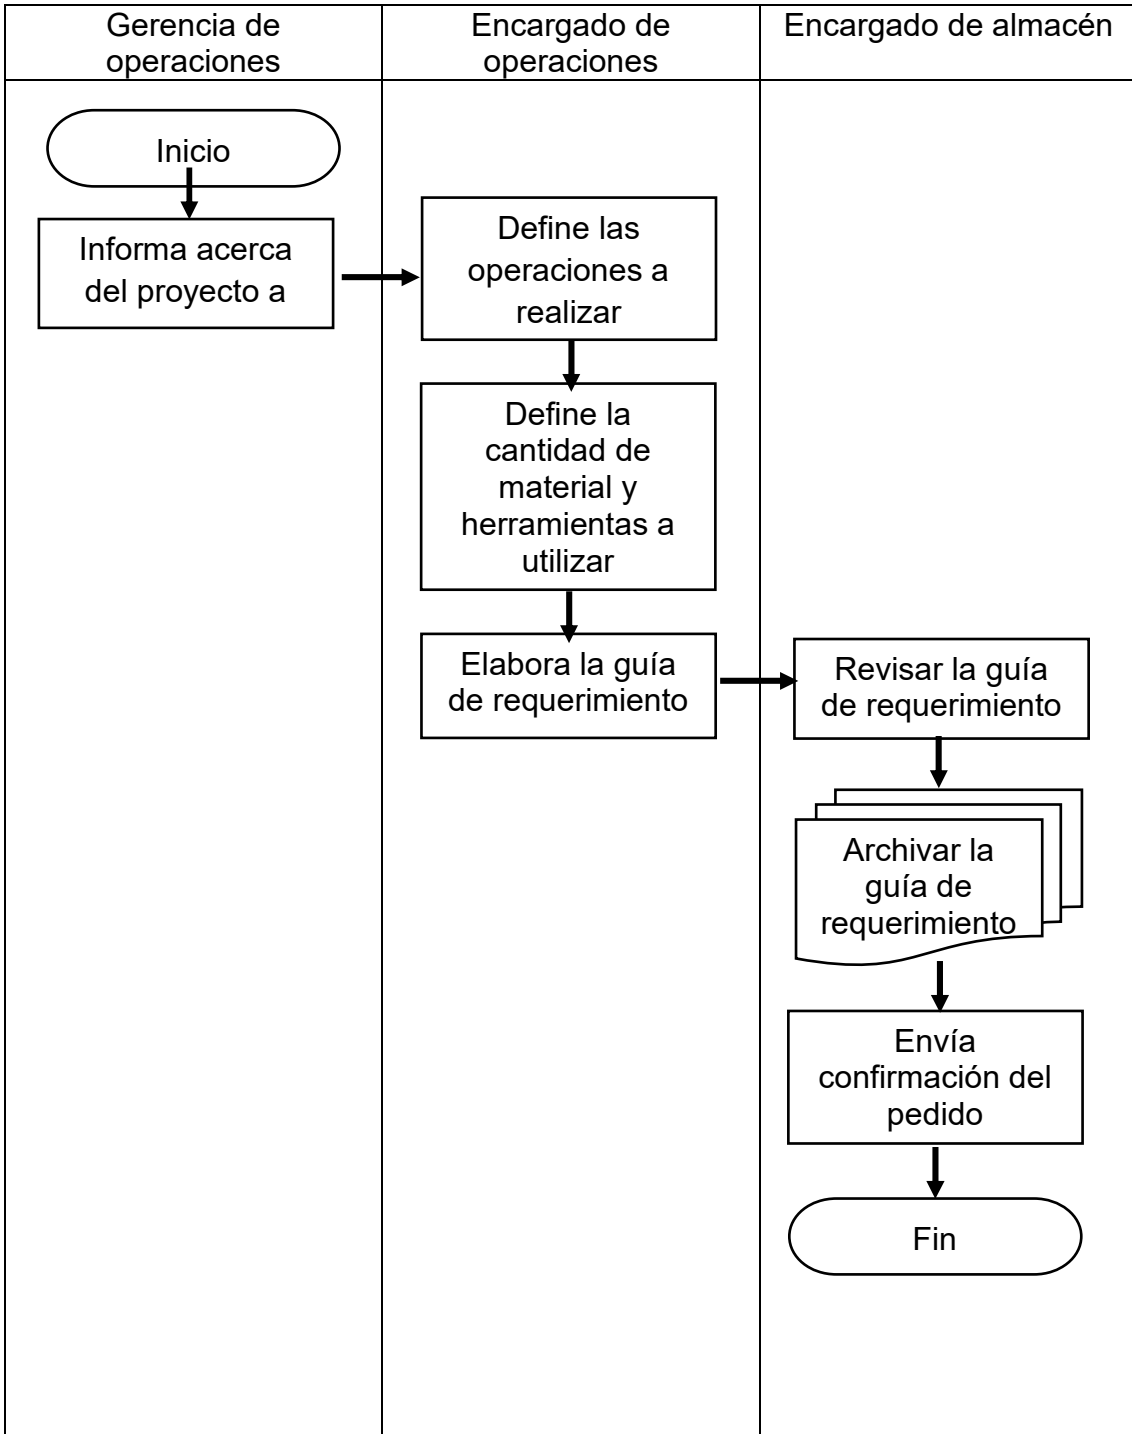 Gerencia de
operaciones
Encargado de
operaciones
Encargado de almacén
Inicio
Informa acerca
del proyecto a
Define las
operaciones a
realizar
Define la
cantidad de
material y
herramientas a
utilizar
Elabora la guía
de requerimiento
Revisar la guía
de requerimiento
Archivar la
guía de
requerimiento
Envía
confirmación del
pedido
Fin